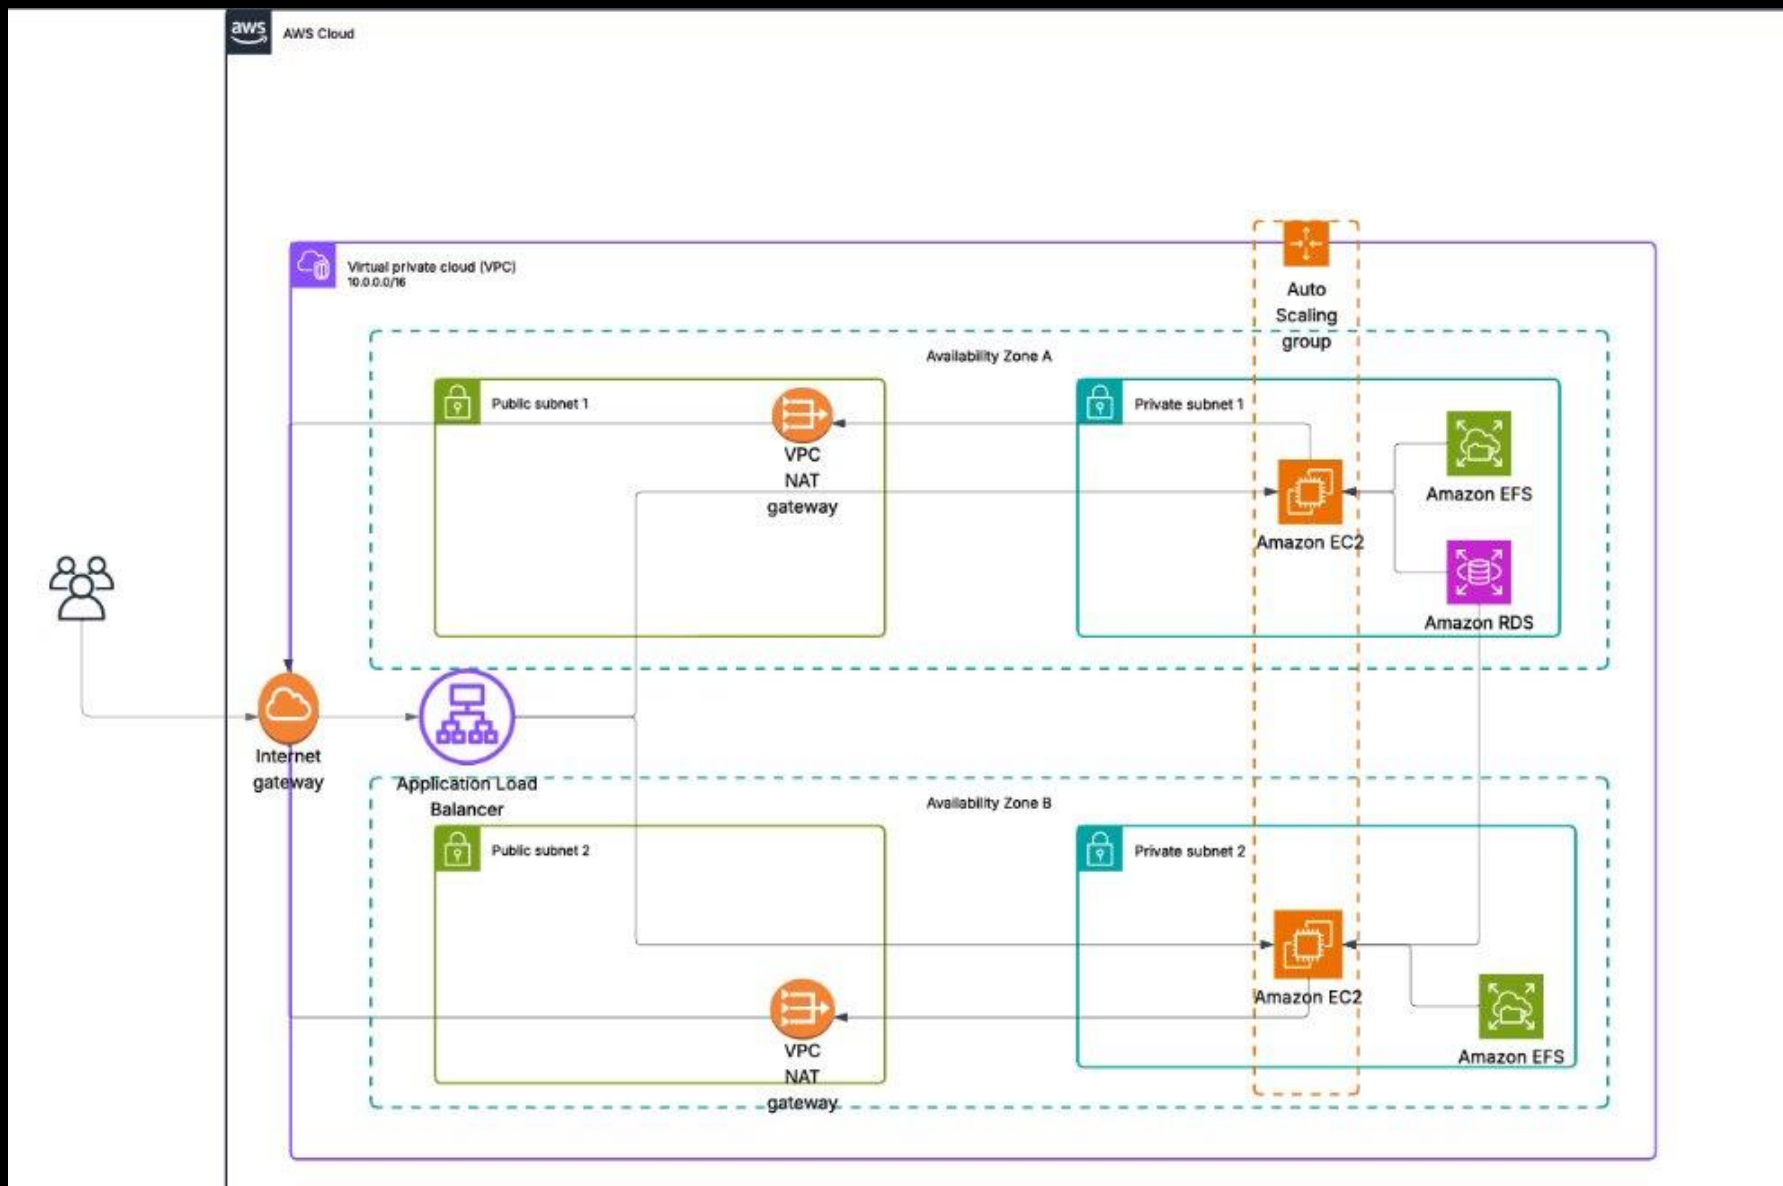 aws
AWS Cloud
Virtual private cloud (VPC)
10.0.0.0/16
Auto
Scaling
group
Availability Zone A
Public subnet 1
VPC
NAT
gateway
Private subnet 1
Amazon EC2
Amazon EFS
Amazon RDS
Internet
gateway
Application Load
Balancer
Availability Zone B
Public subnet 2
VPC
NAT
gateway
Private subnet 2
Amazon EC2
Amazon EFS